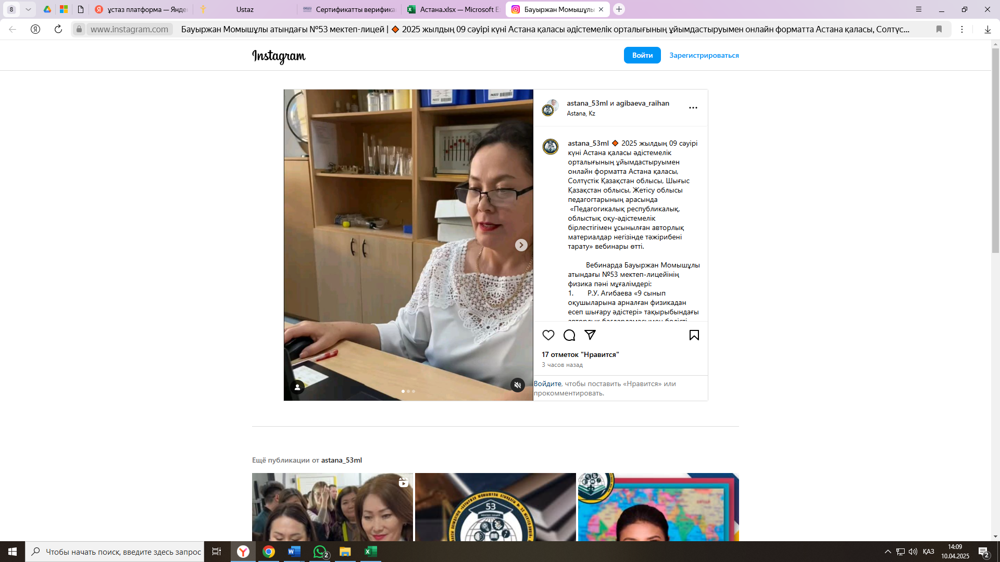 8
ұстаз платформа — Яндек
Ustaz
Сертификатты верифика
Астана.xlsx — Microsoft E
Бауыржан Момышұлы
www.instagram.com
Бауыржан Момышұлы атындағы №53 мектеп-лицей | 🔸 2025 жылдың 09 сәуірі күні Астана қаласы әдістемелік орталығының ұйымдастыруымен онлайн форматта Астана қаласы, Солтүс...
Instagram
Войти
Зарегистрироваться
PASCO
PASCO
astana_53ml и agibaeva_raihan
Astana, Kz
astana_53ml 🔸 2025 жылдың 09 сәуірі
күні Астана қаласы әдістемелік
орталығының ұйымдастыруымен
онлайн форматта Астана қаласы,
Солтүстік Қазақстан облысы, Шығыс
Қазақстан облысы, Жетісу облысы
педагогтарының арасында
«Педагогикалық республикалық,
облыстық оқу-әдістемелік
бірлестігімен ұсынылған авторлық
материалдар негізінде тәжірибені
тарату» вебинары өтті.
Вебинарда Бауыржан Момышұлы
атындағы №53 мектеп-лицейінің
физика пәні мұғалімдері:
1. Р.У. Агибаева «9 сынып
оқушыларына арналған физикадан
есеп шығару әдістері» тақырыбындағы
авторлық бағдарламасымен бөлісті
17 отметок "Нравится"
3 часов назад
Войдите, чтобы поставить «Нравится» или
прокомментировать.
Ещё публикации от astana_53ml
53
Чтобы начать поиск, введите здесь запрос
2
ҚАЗ
14:09
10.04.2025
2